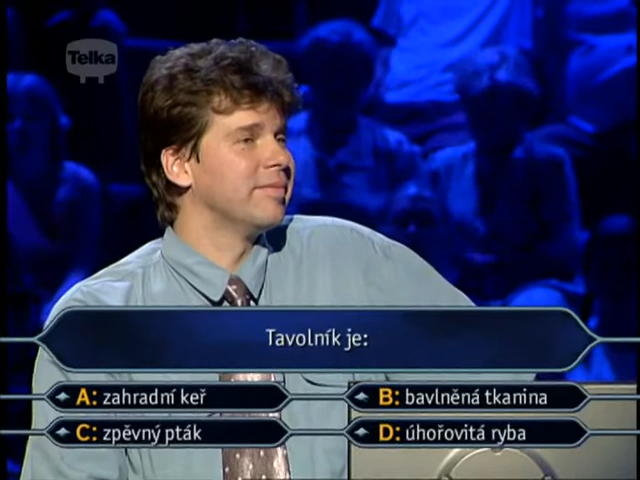 Telka
Tavolník je:
A: zahradní keř
B: bavlněná tkanina
C: zpěvný pták
D: úhořovitá ryba